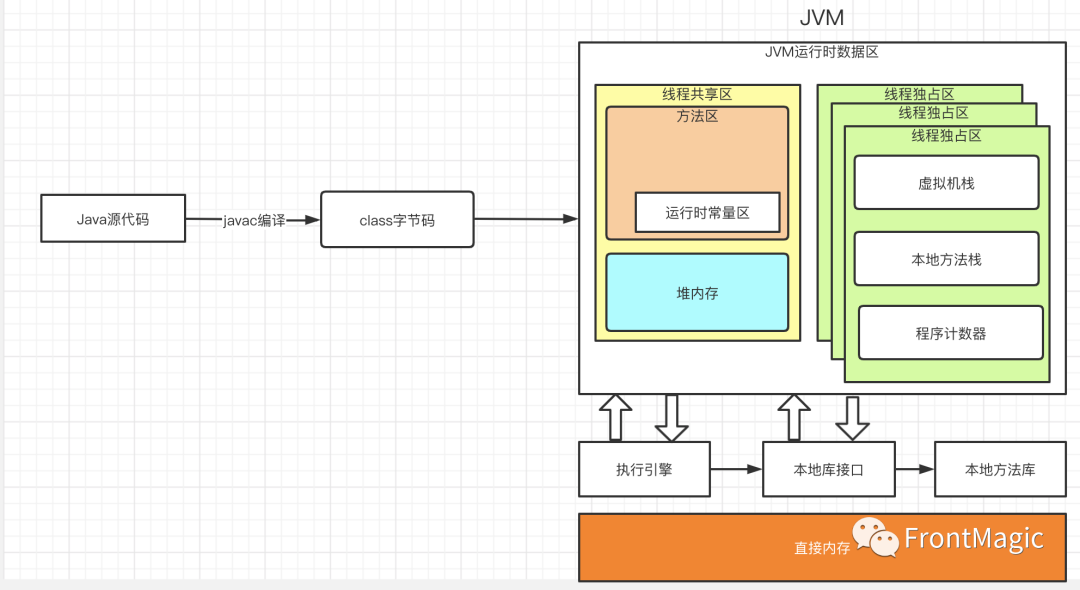 JVM
JVM运行时数据区
线程共享区
方法区
运行时常量区
堆内存
线程独占区
线程独占区
线程独占区
虚拟机栈
本地方法栈
程序计数器
Java源代码
javac编译
class字节码
执行引擎
本地库接口
本地方法库
直接内存
FrontMagic